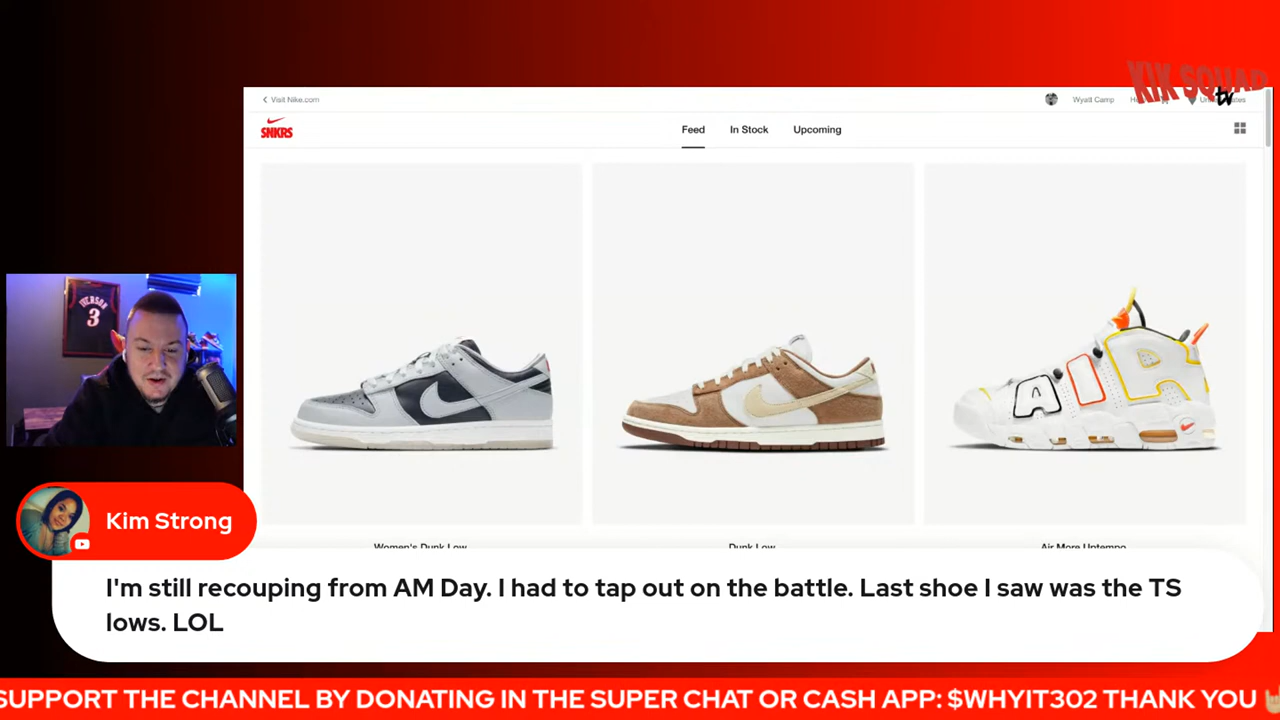 KIK SQUAD
tv
Visit Nike.com
Wyatt Camp
SNKRS
Feed
In Stock
Upcoming
IVERSON
3
AIR
Women's Dunk Low
Dunk Low
Air More Uptempo
Kim Strong
I'm still recouping from AM Day. I had to tap out on the battle. Last shoe I saw was the TS
lows. LOL
SUPPORT THE CHANNEL BY DONATING IN THE SUPER CHAT OR CASH APP: $WHYIT302 THANK YOU